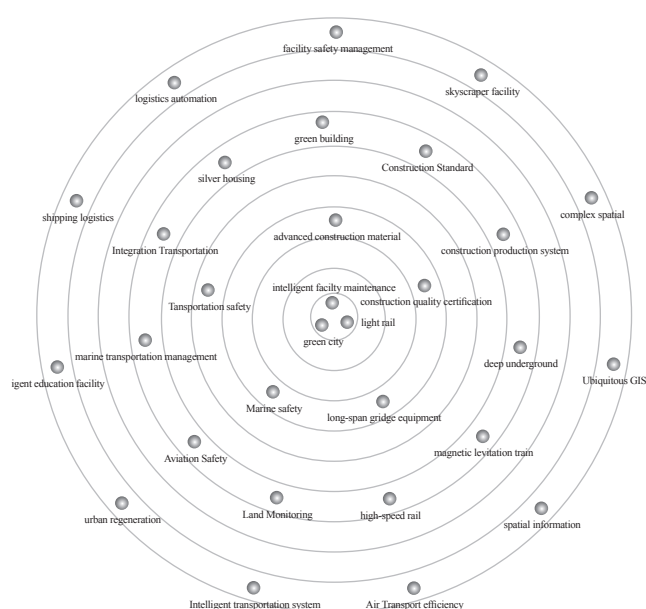 facility safety management
skyscraper facility
logistics automation
green building
Construction Standard
silver housing
complex spatial
shipping logistics
advanced construction material
Integration Transportation
construction production system
intelligent facilty maintenance
construction quality certification
Tansportation safety
light rail
green city
marine transportation management
deep underground
igent education facility
Ubiquitous GIS
Marine safety
long-span gridge equipment
magnetic levitation train
Aviation Safety
Land Monitoring
high-speed rail
urban regeneration
spatial information
Intelligent transportation system
Air Transport efficiency